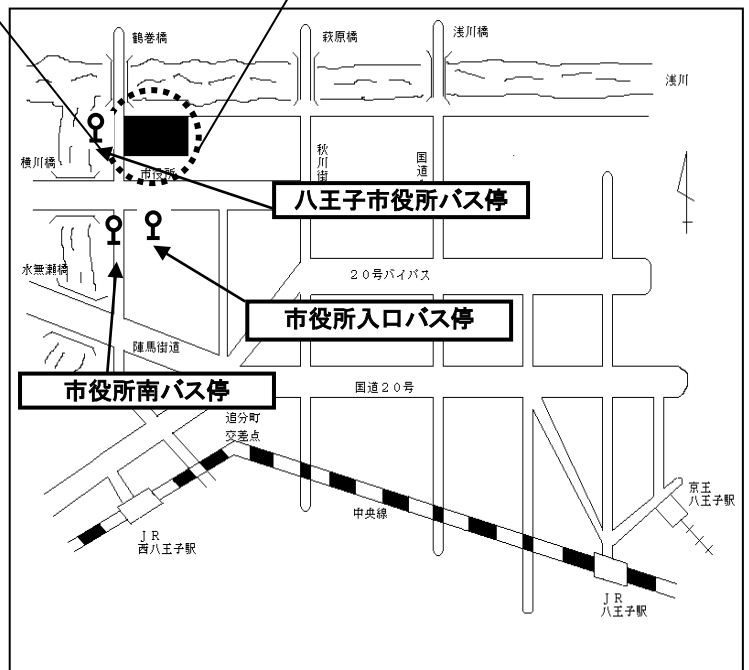 鶴巻橋
萩原橋
浅川橋
浅川
横川橋
市役所
秋川街
国道
八王子市役所バス停
水無瀬橋
20号バイパス
市役所入口バス停
陣馬街道
市役所南バス停
国道20号
追分町
交差点
中央線
京王
八王子駅
JR
西八王子駅
JR
八王子駅